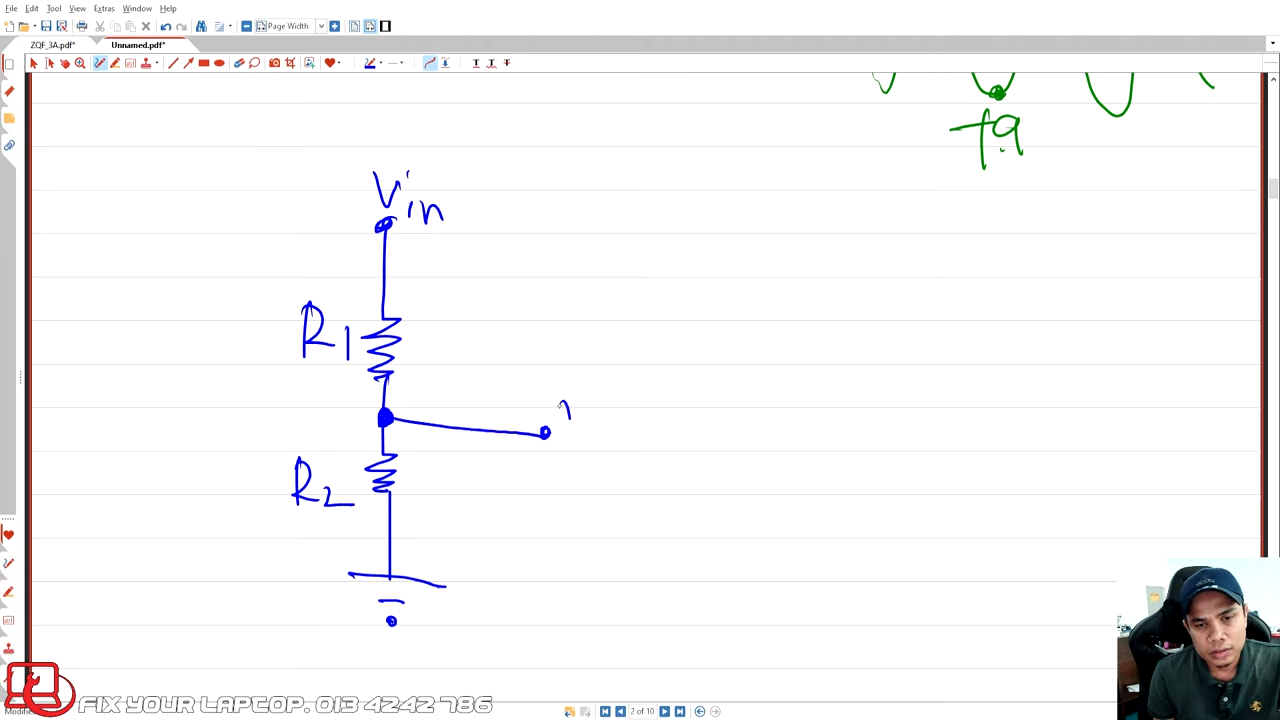 File Edit Tool View Extras Window Help
Page Width
ZQF_3A.pdf* Unnamed.pdf*
+9
Vin
R1
R2
2 of 10
FIX YOUR LAPTOP. 013 4242 786